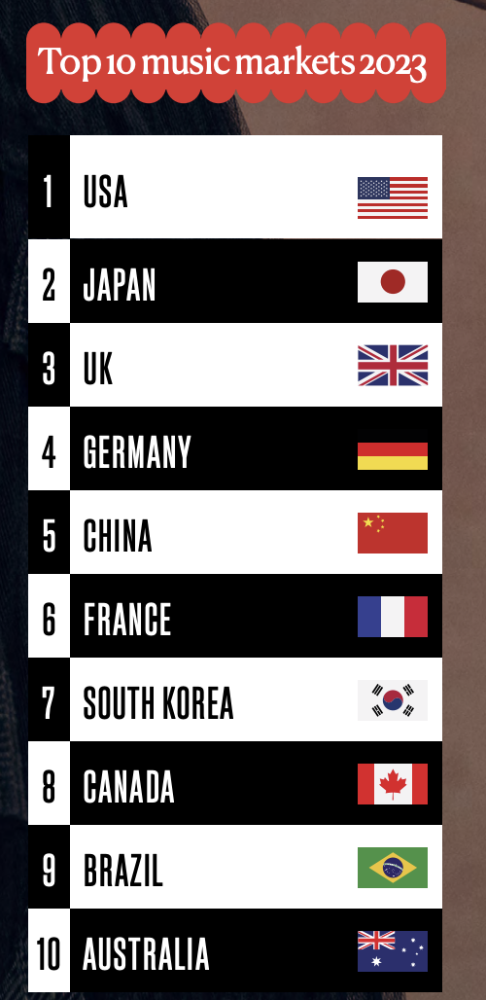 Top 10 music markets 2023
1 USA
2 JAPAN
3 UK
4 GERMANY
5 CHINA
6 FRANCE
7 SOUTH KOREA
8 CANADA
9 BRAZIL
10 AUSTRALIA